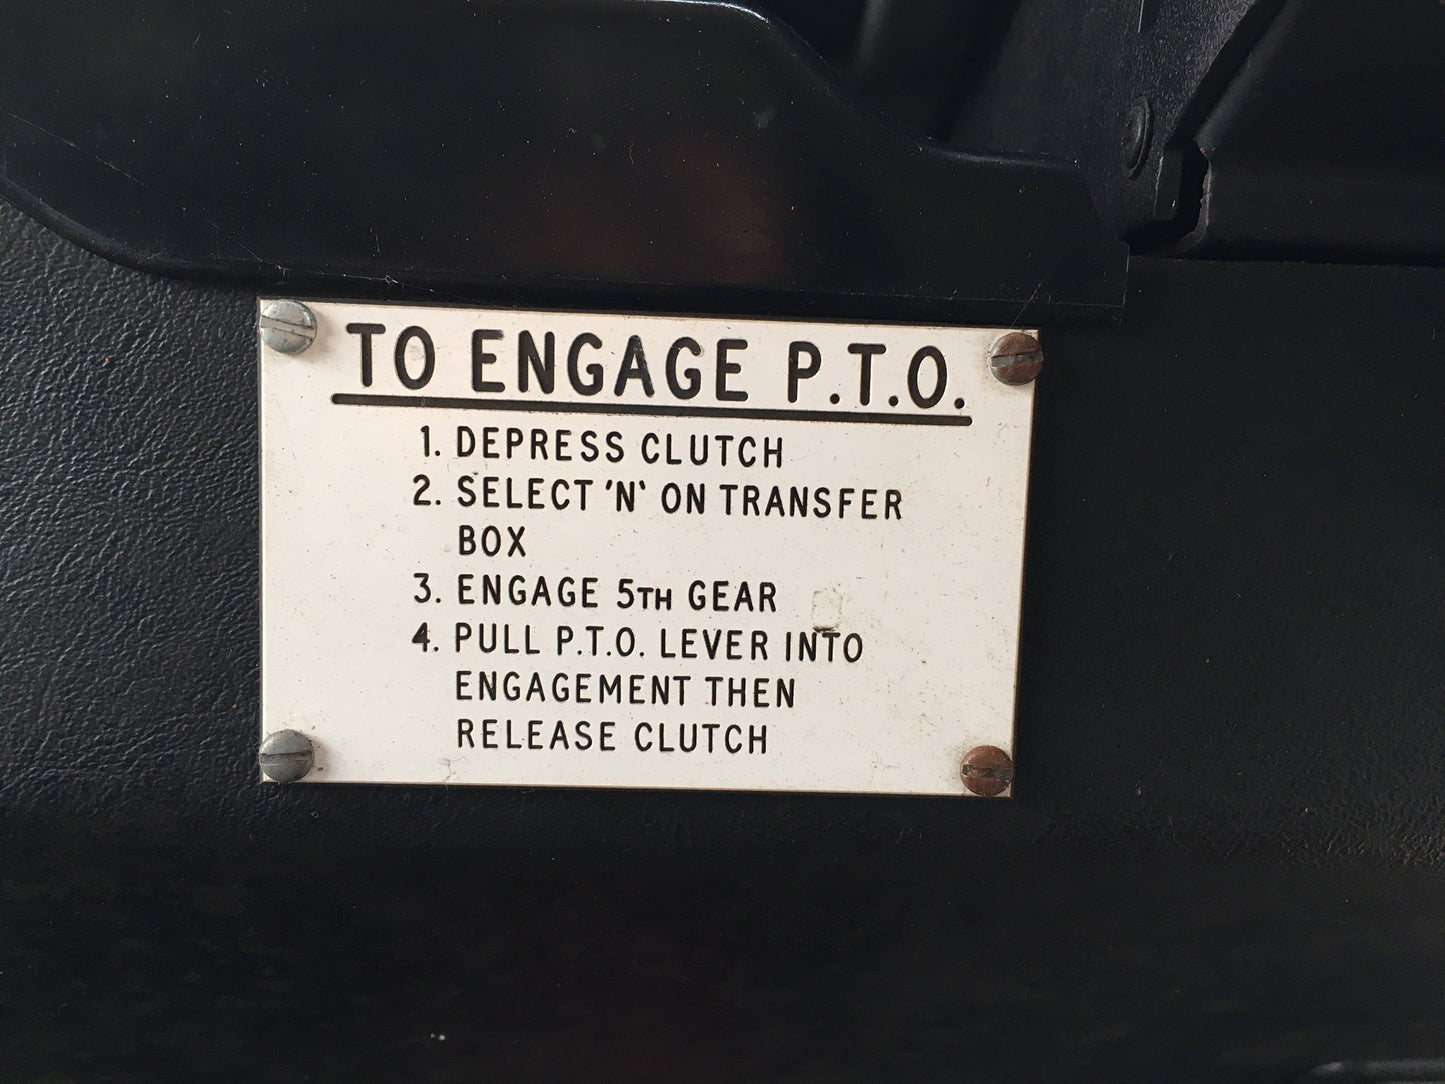 TO ENGAGE P.T.O.
1. DEPRESS CLUTCH
2. SELECT 'N' ON TRANSFER
BOX
3. ENGAGE 5TH GEAR
4. PULL P.T.O. LEVER INTO
ENGAGEMENT THEN
RELEASE CLUTCH